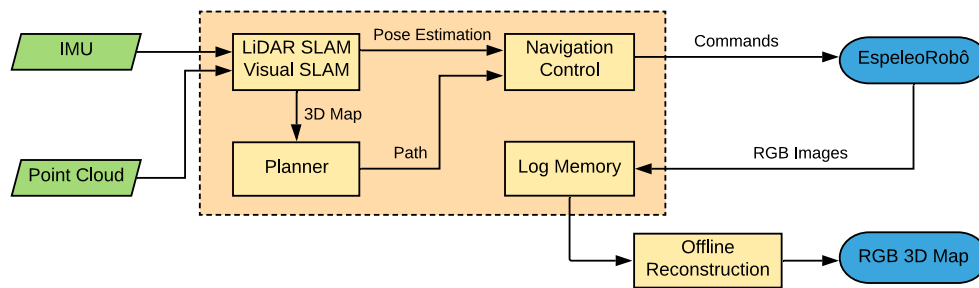 IMU
LiDAR SLAM
Visual SLAM
Pose Estimation
Navigation
Control
Commands
EspeleoRobô
3D Map
Point Cloud
Planner
Path
Log Memory
RGB Images
Offline
Reconstruction
RGB 3D Map